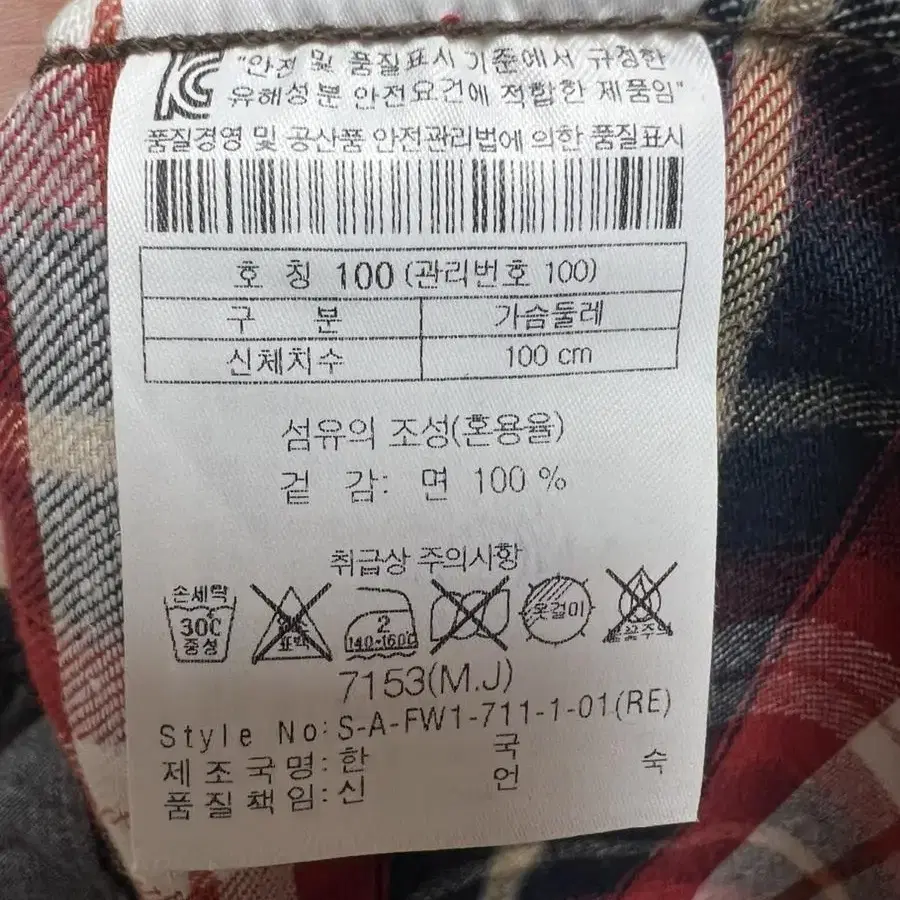 "안전 및 품질표시 기준에서 규정한
유해성분 안전요건에 적합한 제품임"
품질경영 및 공산품 안전관리법에 의한 품질표시
호 칭 100 (관리번호 100)
구 분 가슴둘레
신체치수 100 cm
섬유의 조성(혼용율)
겉 감: 면 100 %
취급상 주의사항
손세탁 30℃ 중성
표백
2 140~160℃
옷걸이
7153(M.J)
Style No: S-A-FW1-711-1-01(RE)
제 조 국 명 : 한 국
품 질 책 임 : 신 언 숙